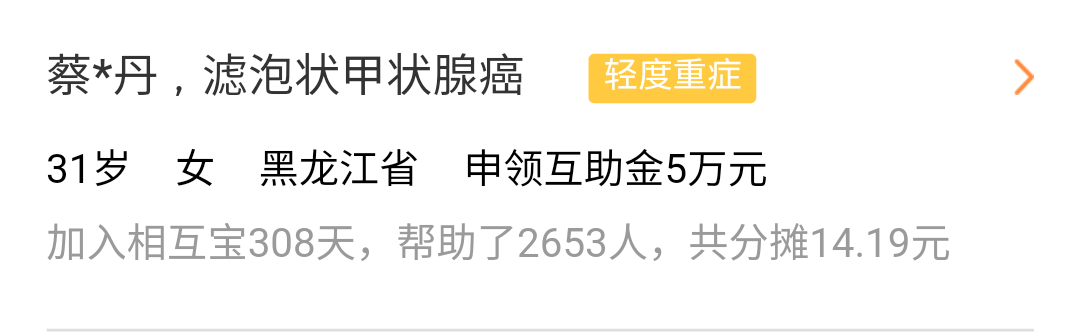 蔡*丹，滤泡状甲状腺癌 轻度重症
31岁 女 黑龙江省 申领互助金5万元
加入相互宝308天，帮助了2653人，共分摊14.19元